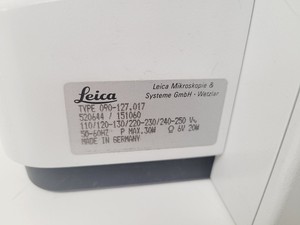 Leica
Leica Mikroskopie &
Systeme GmbH · Wetzlar
TYPE 090-127.017
520644 / 151060
110/120-130/220-230/240-250 V~
50-60HZ P MAX.30W Ω 6V 20W
MADE IN GERMANY